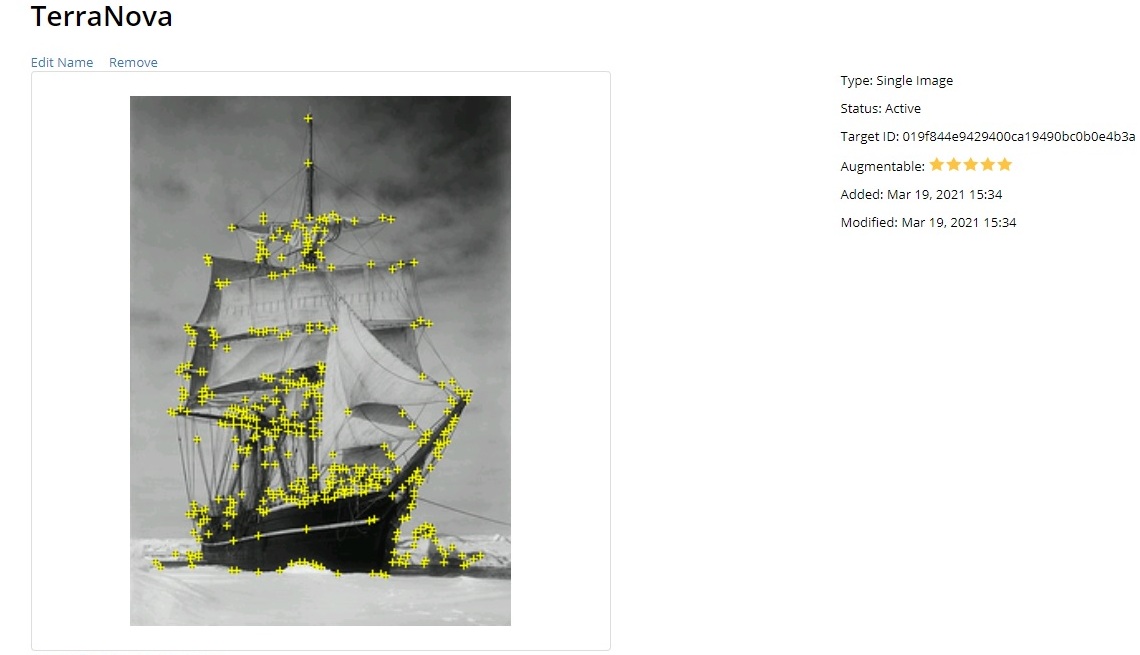 TerraNova
Edit Name Remove
Type: Single Image
Status: Active
Target ID: 019f844e9429400ca19490bc0b0e4b3a
Augmentable:
Added: Mar 19, 2021 15:34
Modified: Mar 19, 2021 15:34